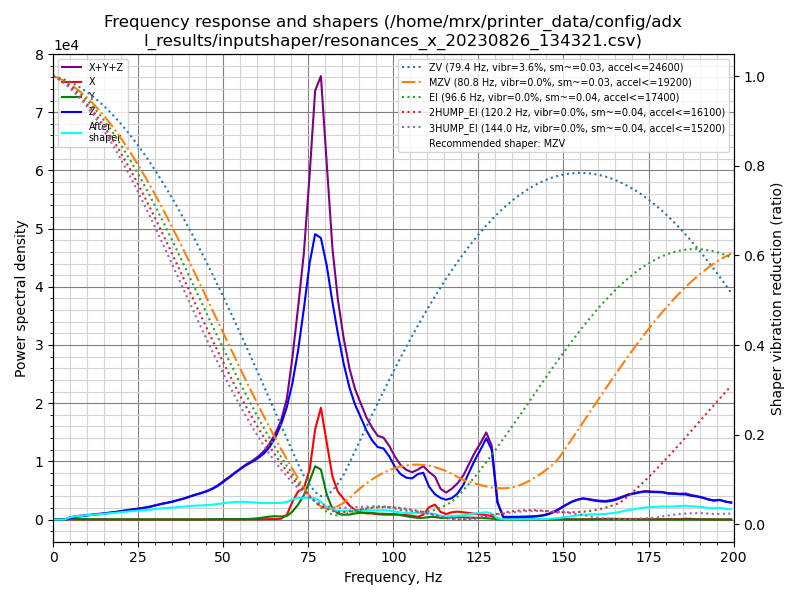 Frequency response and shapers (/home/mrx/printer_data/config/adx
l_results/inputshaper/resonances_x_20230826_134321.csv)
1e4
X+Y+Z
X
Y
Z
After
shaper
ZV (79.4 Hz, vibr=3.6%, sm~=0.03, accel<=24600)
MZV (80.8 Hz, vibr=0.0%, sm~=0.03, accel<=19200)
EI (96.6 Hz, vibr=0.0%, sm~=0.04, accel<=17400)
2HUMP_EI (120.2 Hz, vibr=0.0%, sm~=0.04, accel<=16100)
3HUMP_EI (144.0 Hz, vibr=0.0%, sm~=0.04, accel<=15200)
Recommended shaper: MZV
Power spectral density
8
7
6
5
4
3
2
1
0
1.0
0.8
0.6
0.4
0.2
0.0
Shaper vibration reduction (ratio)
0 25 50 75 100 125 150 175 200
Frequency, Hz